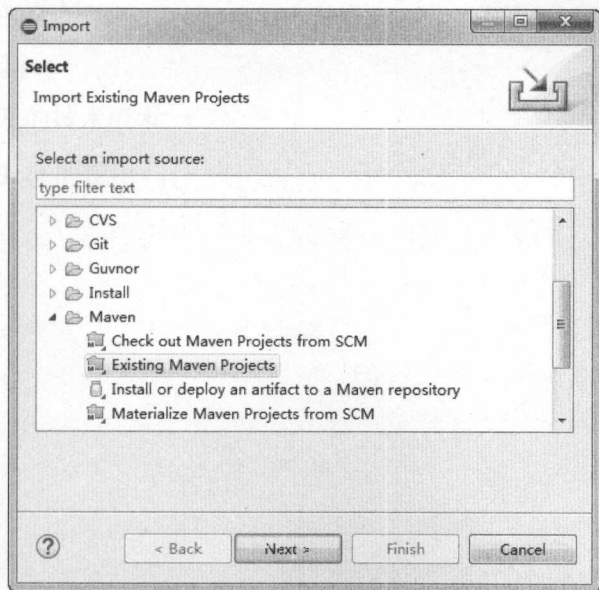 Import
Select
Import Existing Maven Projects
Select an import source:
type filter text
CVS
Git
Guvnor
Install
Maven
Check out Maven Projects from SCM
Existing Maven Projects
Install or deploy an artifact to a Maven repository
Materialize Maven Projects from SCM
?
< Back
Next >
Finish
Cancel